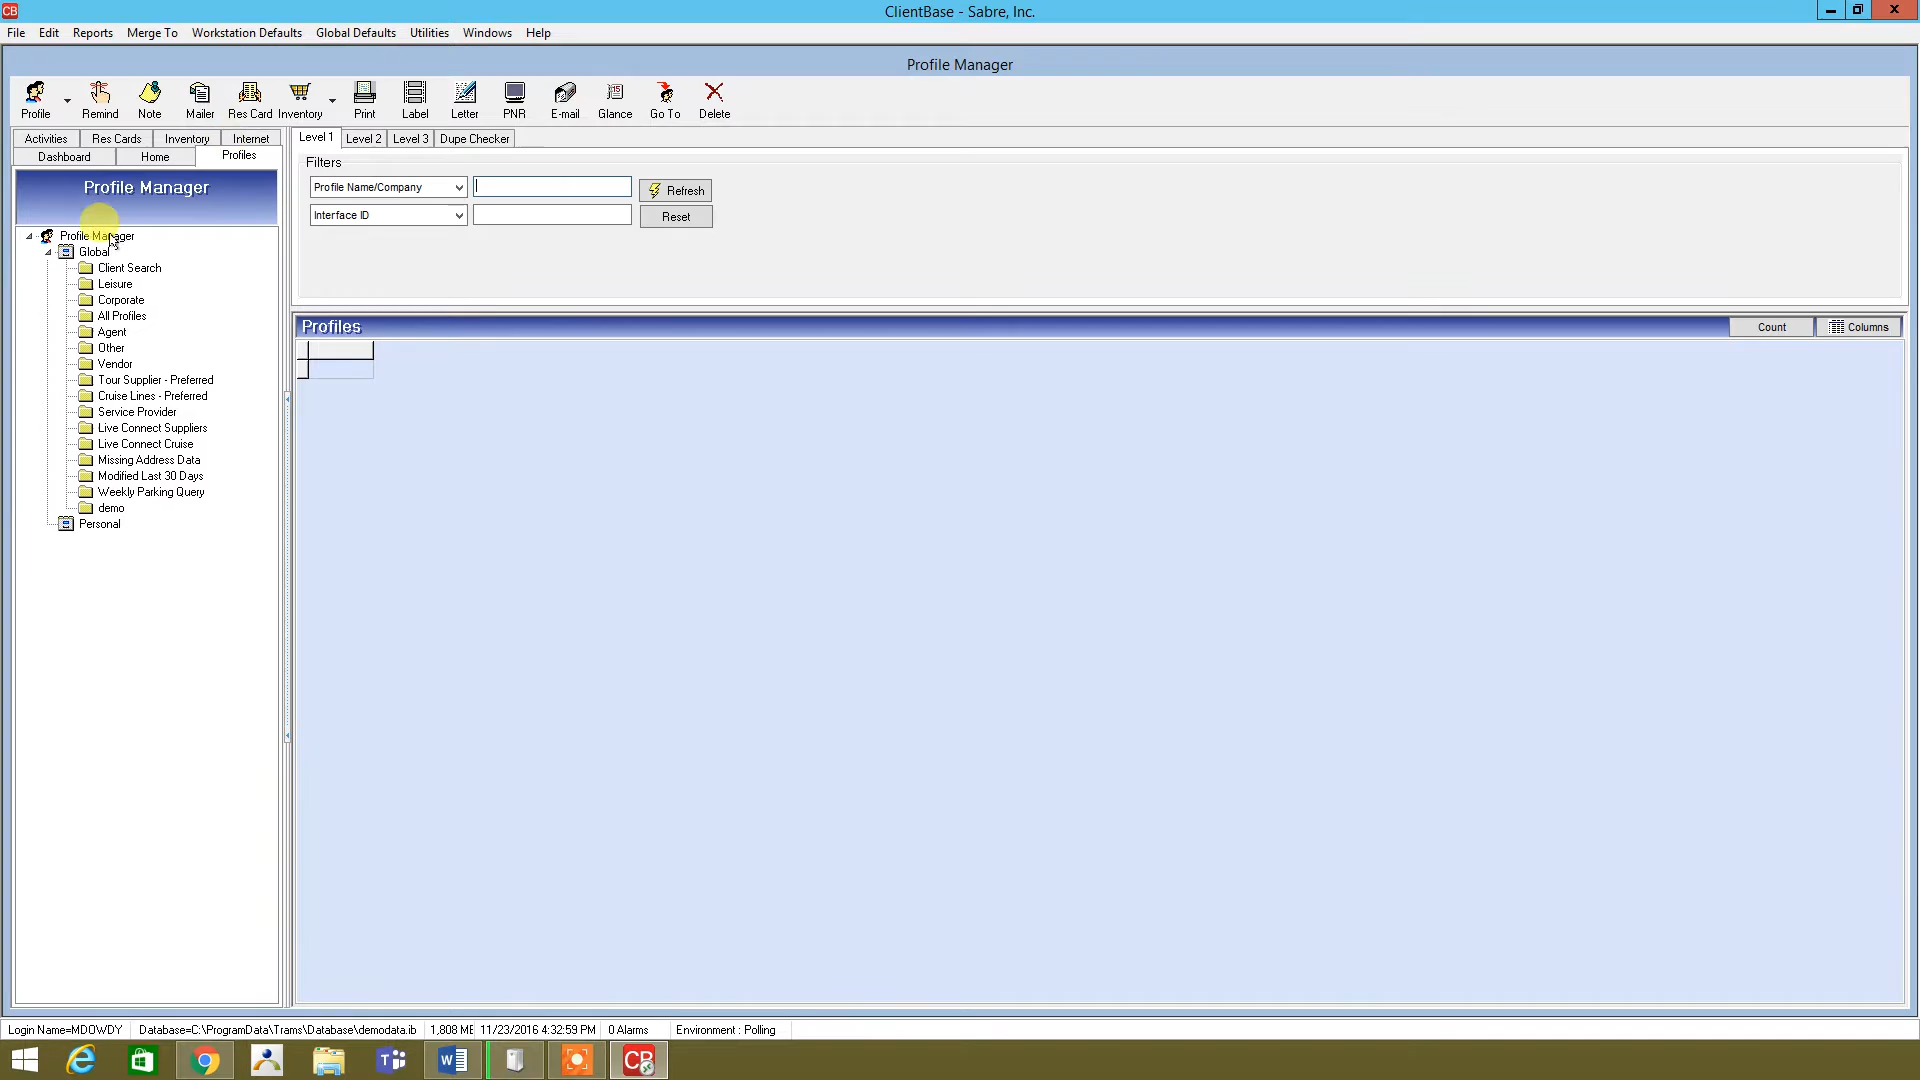 CB ClientBase - Sabre, Inc.
File Edit Reports Merge To Workstation Defaults Global Defaults Utilities Windows Help
Profile Manager
Profile Remind Note Mailer Res Card Inventory Print Label Letter PNR E-mail Glance Go To Delete
Activities Res Cards Inventory Internet
Dashboard Home Profiles
Level 1 Level 2 Level 3 Dupe Checker
Profile Manager
Profile Manager
Global
Client Search
Leisure
Corporate
All Profiles
Agent
Other
Vendor
Tour Supplier - Preferred
Cruise Lines - Preferred
Service Provider
Live Connect Suppliers
Live Connect Cruise
Missing Address Data
Modified Last 30 Days
Weekly Parking Query
demo
Personal
Filters
Profile Name/Company Refresh
Interface ID Reset
Profiles Count Columns
Login Name=MDOWDY Database=C:\ProgramData\Trams\Database\demodata.ib 1,808 ME 11/23/2016 4:32:59 PM 0 Alarms Environment : Polling
CB